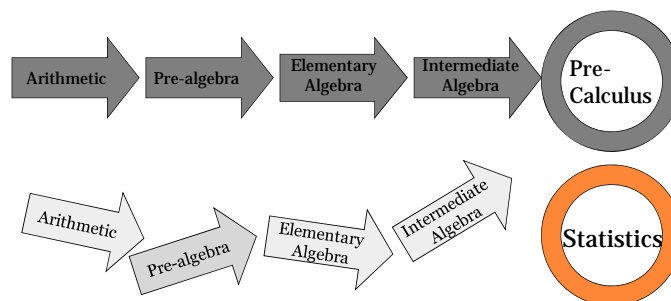 Arithmetic
Pre-algebra
Elementary
Algebra
Intermediate
Algebra
Pre-
Calculus
Arithmetic
Pre-algebra
Elementary
Algebra
Intermediate
Algebra
Statistics